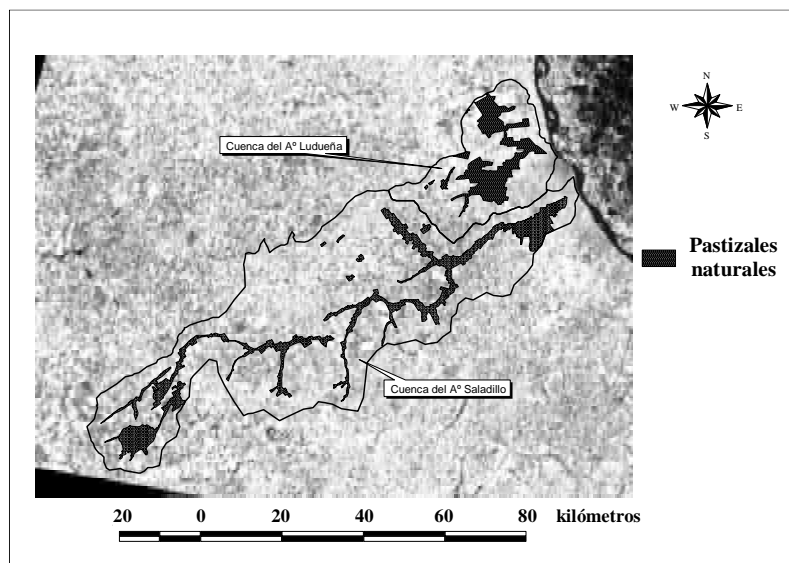 N
W E
S
Cuenca del Aº Ludueña
Pastizales
naturales
Cuenca del Aº Saladillo
20 0 20 40 60 80 kilómetros